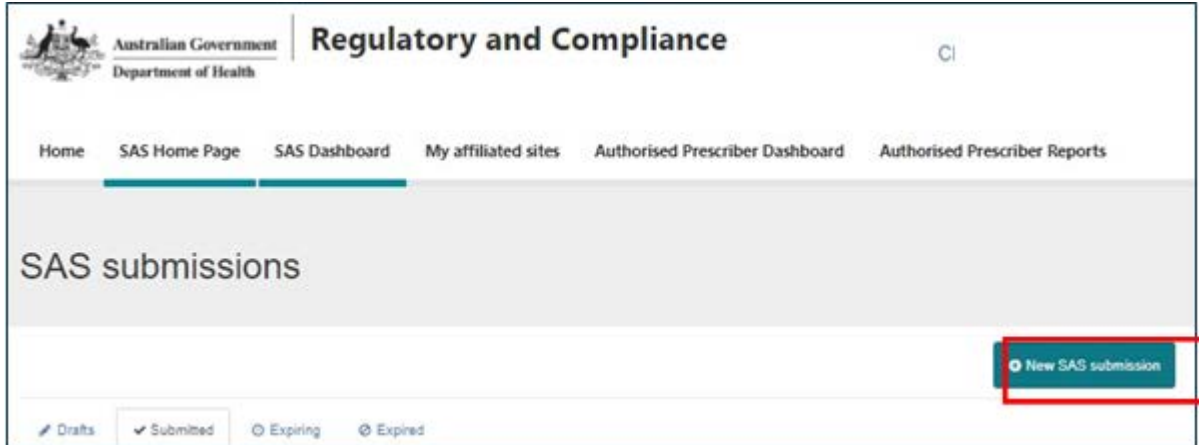 Australian Government
Department of Health
Regulatory and Compliance
Cl
Home SAS Home Page SAS Dashboard My affiliated sites Authorised Prescriber Dashboard Authorised Prescriber Reports
SAS submissions
New SAS submission
Drafts Submitted Expiring Expired